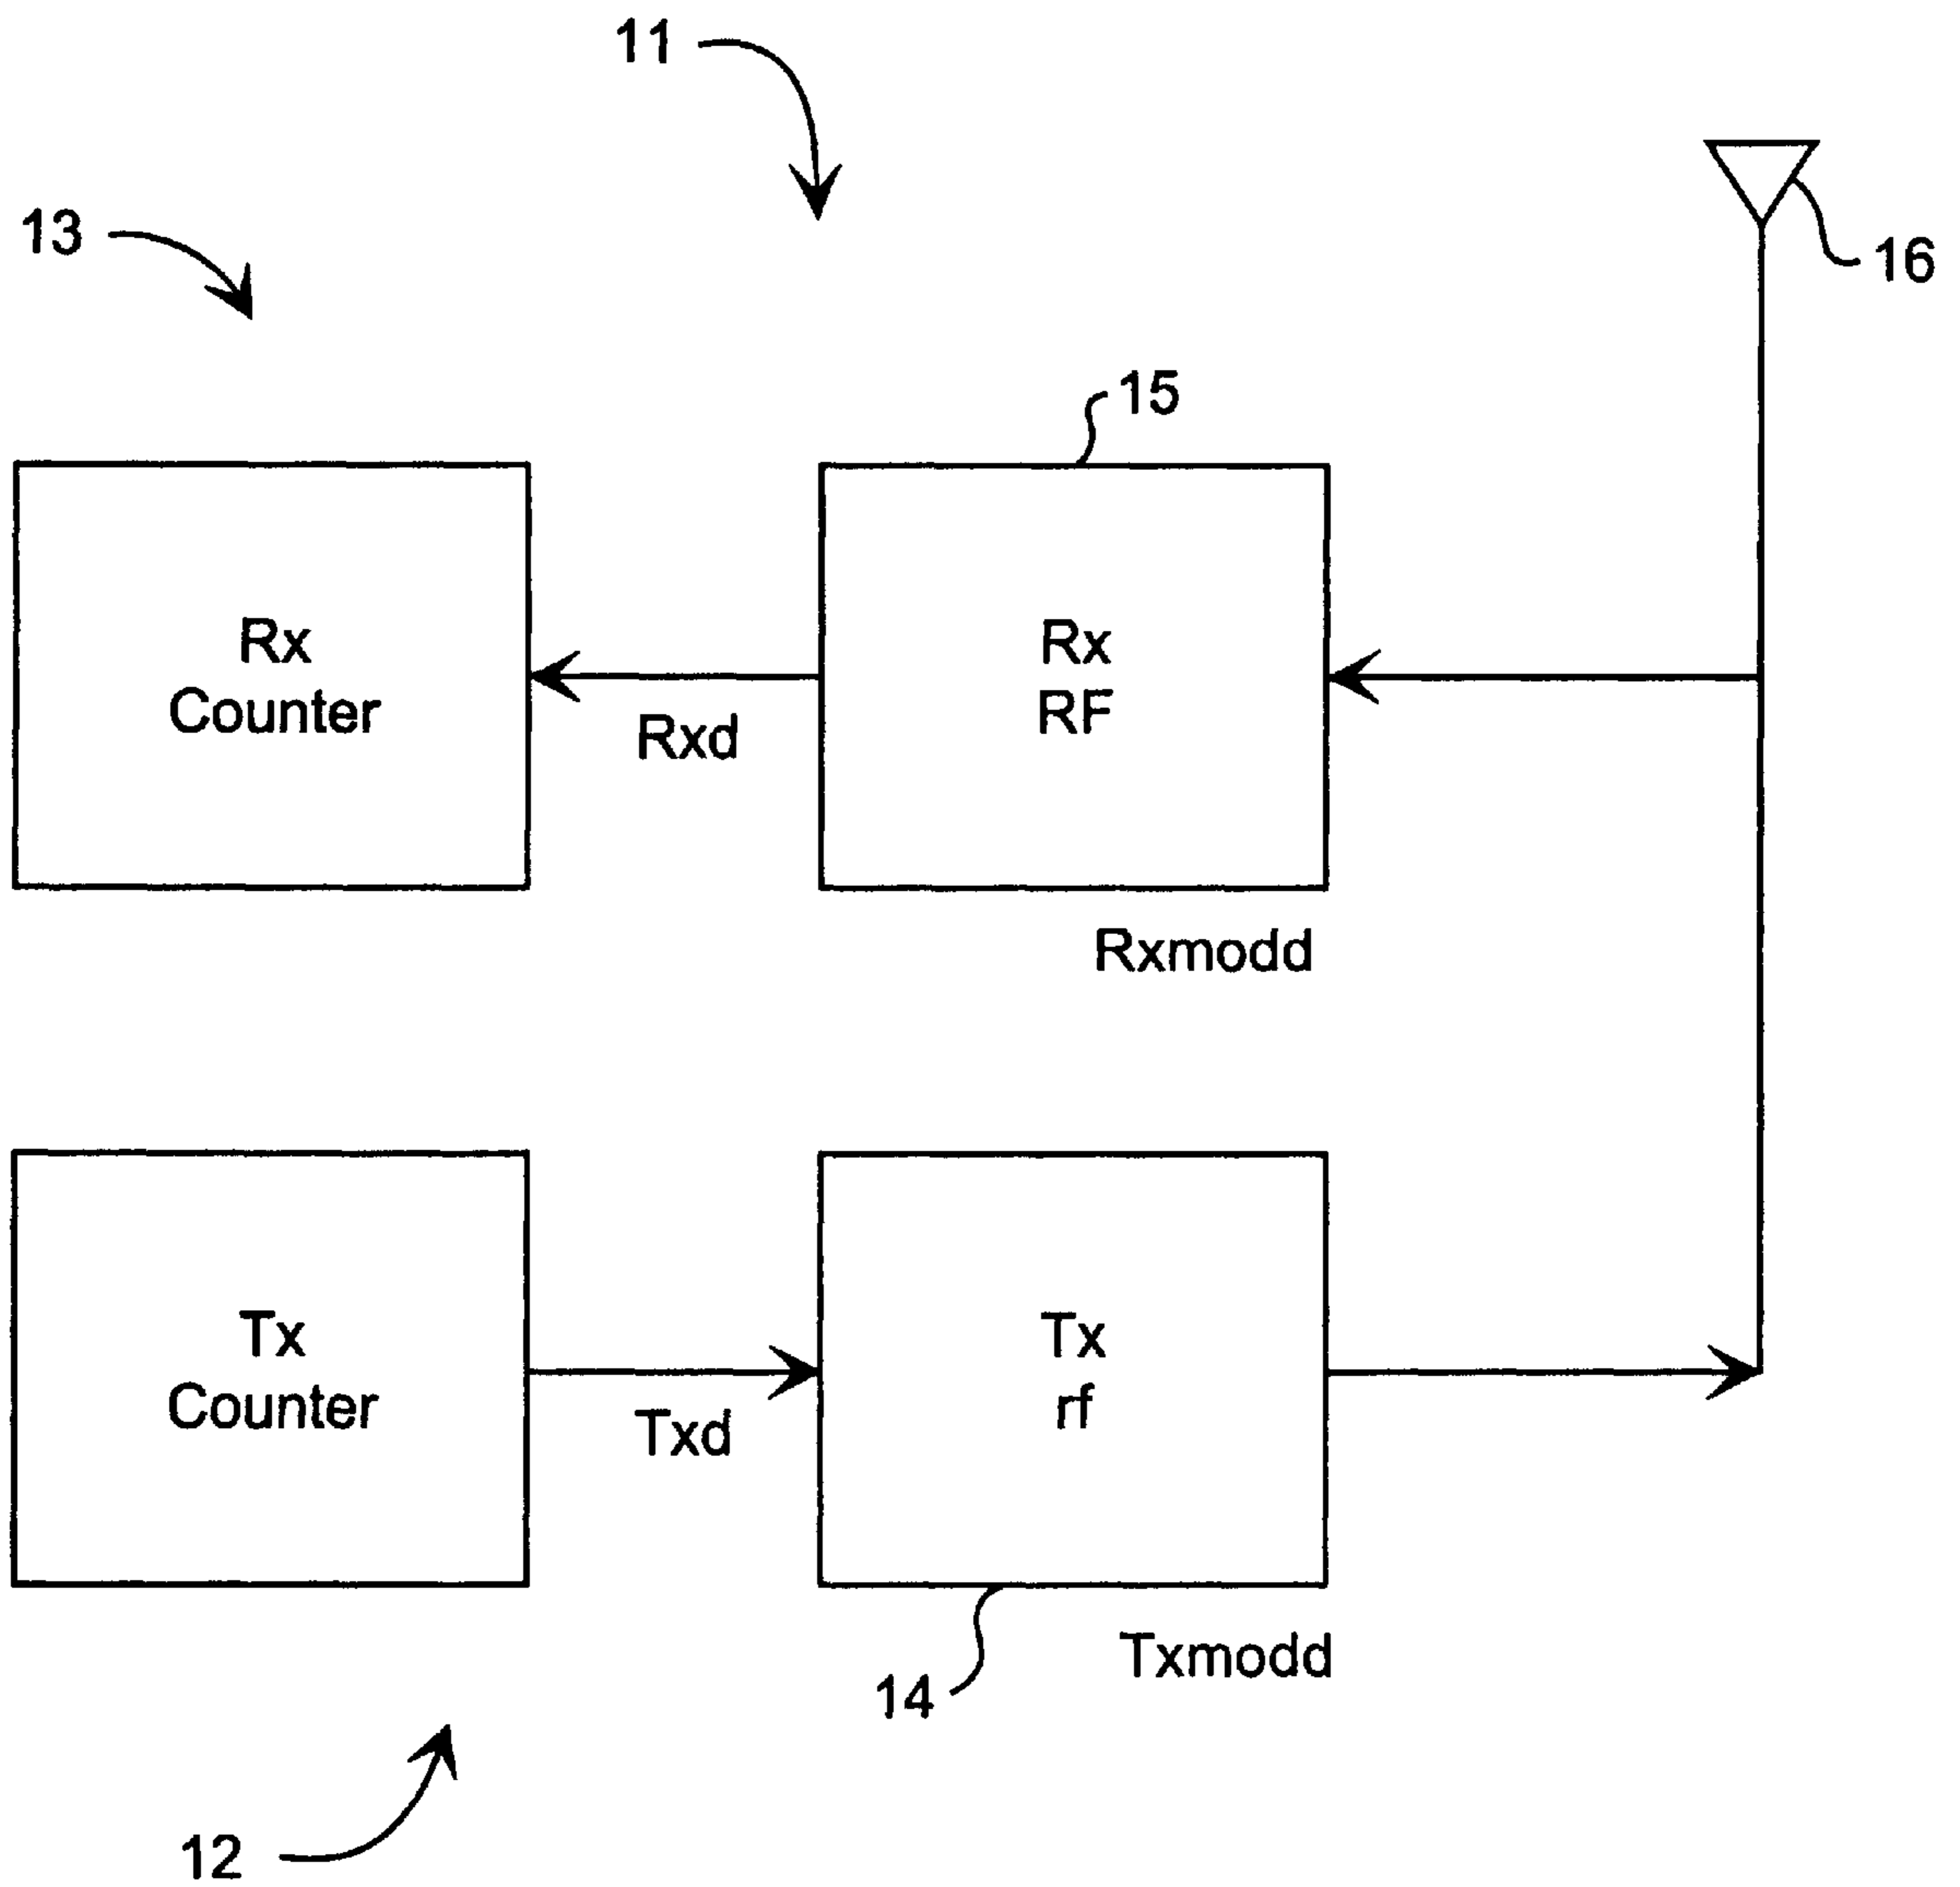 11
13
16
15
Rx
Counter
Rxd
Rx
RF
Rxmodd
Tx
Counter
Txd
Tx
rf
Txmodd
14
12